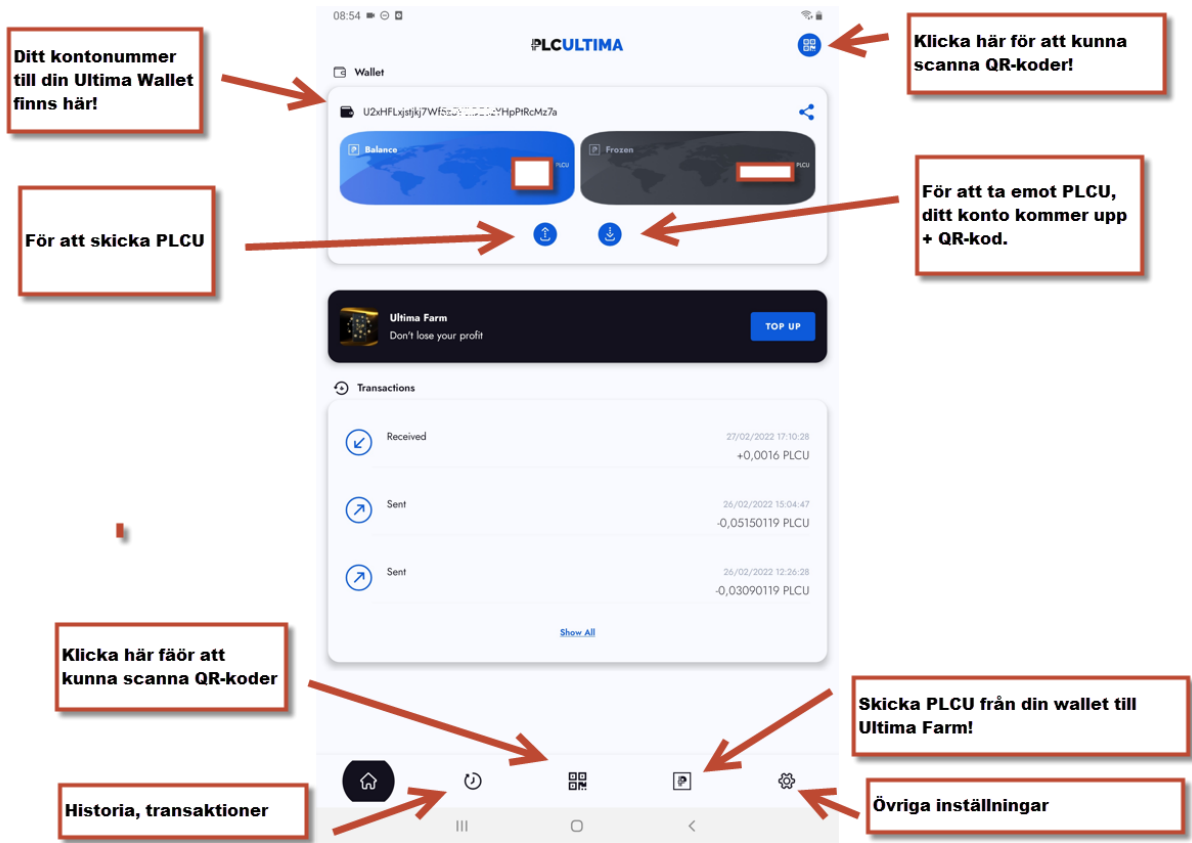 08:54
PLCULTIMA
Wallet
Ditt kontonummer
till din Ultima Wallet
finns här!
Klicka här för att kunna
scanna QR-koder!
Balance
PLCU
Frozen
PLCU
För att skicka PLCU
För att ta emot PLCU,
ditt konto kommer upp
+ QR-kod.
Ultima Farm
Don't lose your profit
TOP UP
Transactions
Received
27/02/2022 17:10:28
+0,0016 PLCU
Sent
26/02/2022 15:04:47
-0,05150119 PLCU
Sent
26/02/2022 12:26:28
-0,03090119 PLCU
Show All
Klicka här fäör att
kunna scanna QR-koder
Skicka PLCU från din wallet till
Ultima Farm!
Historia, transaktioner
Övriga inställningar